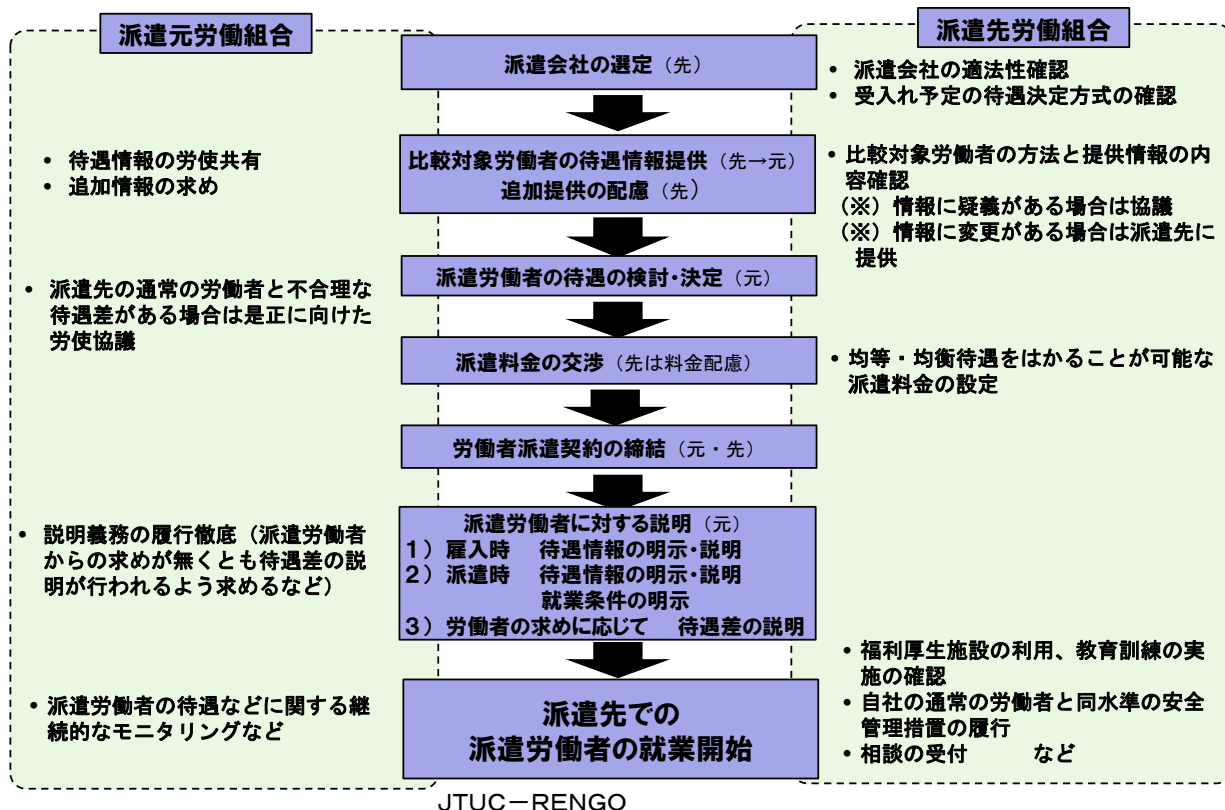 派遣元労働組合
• 待遇情報の労使共有
• 追加情報の求め
• 派遣先の通常の労働者と不合理な
待遇差がある場合は是正に向けた
労使協議
• 説明義務の履行徹底（派遣労働者
からの求めが無くとも待遇差の説
明が行われるよう求めるなど）
• 派遣労働者の待遇などに関する継
続的なモニタリングなど
派遣会社の選定（先）
比較対象労働者の待遇情報提供（先→元）
追加提供の配慮（先）
派遣労働者の待遇の検討・決定（元）
派遣料金の交渉（先は料金配慮）
労働者派遣契約の締結（元・先）
派遣労働者に対する説明（元）
１）雇入時　待遇情報の明示・説明
２）派遣時　待遇情報の明示・説明
就業条件の明示
３）労働者の求めに応じて　待遇差の説明
派遣先での
派遣労働者の就業開始
派遣先労働組合
• 派遣会社の適法性確認
• 受入れ予定の待遇決定方式の確認
• 比較対象労働者の方法と提供情報の内
容確認
（※）情報に疑義がある場合は協議
（※）情報に変更がある場合は派遣先に
提供
• 均等・均衡待遇をはかることが可能な
派遣料金の設定
• 福利厚生施設の利用、教育訓練の実
施の確認
• 自社の通常の労働者と同水準の安全
管理措置の履行
• 相談の受付　　　など
JTUC－RENGO